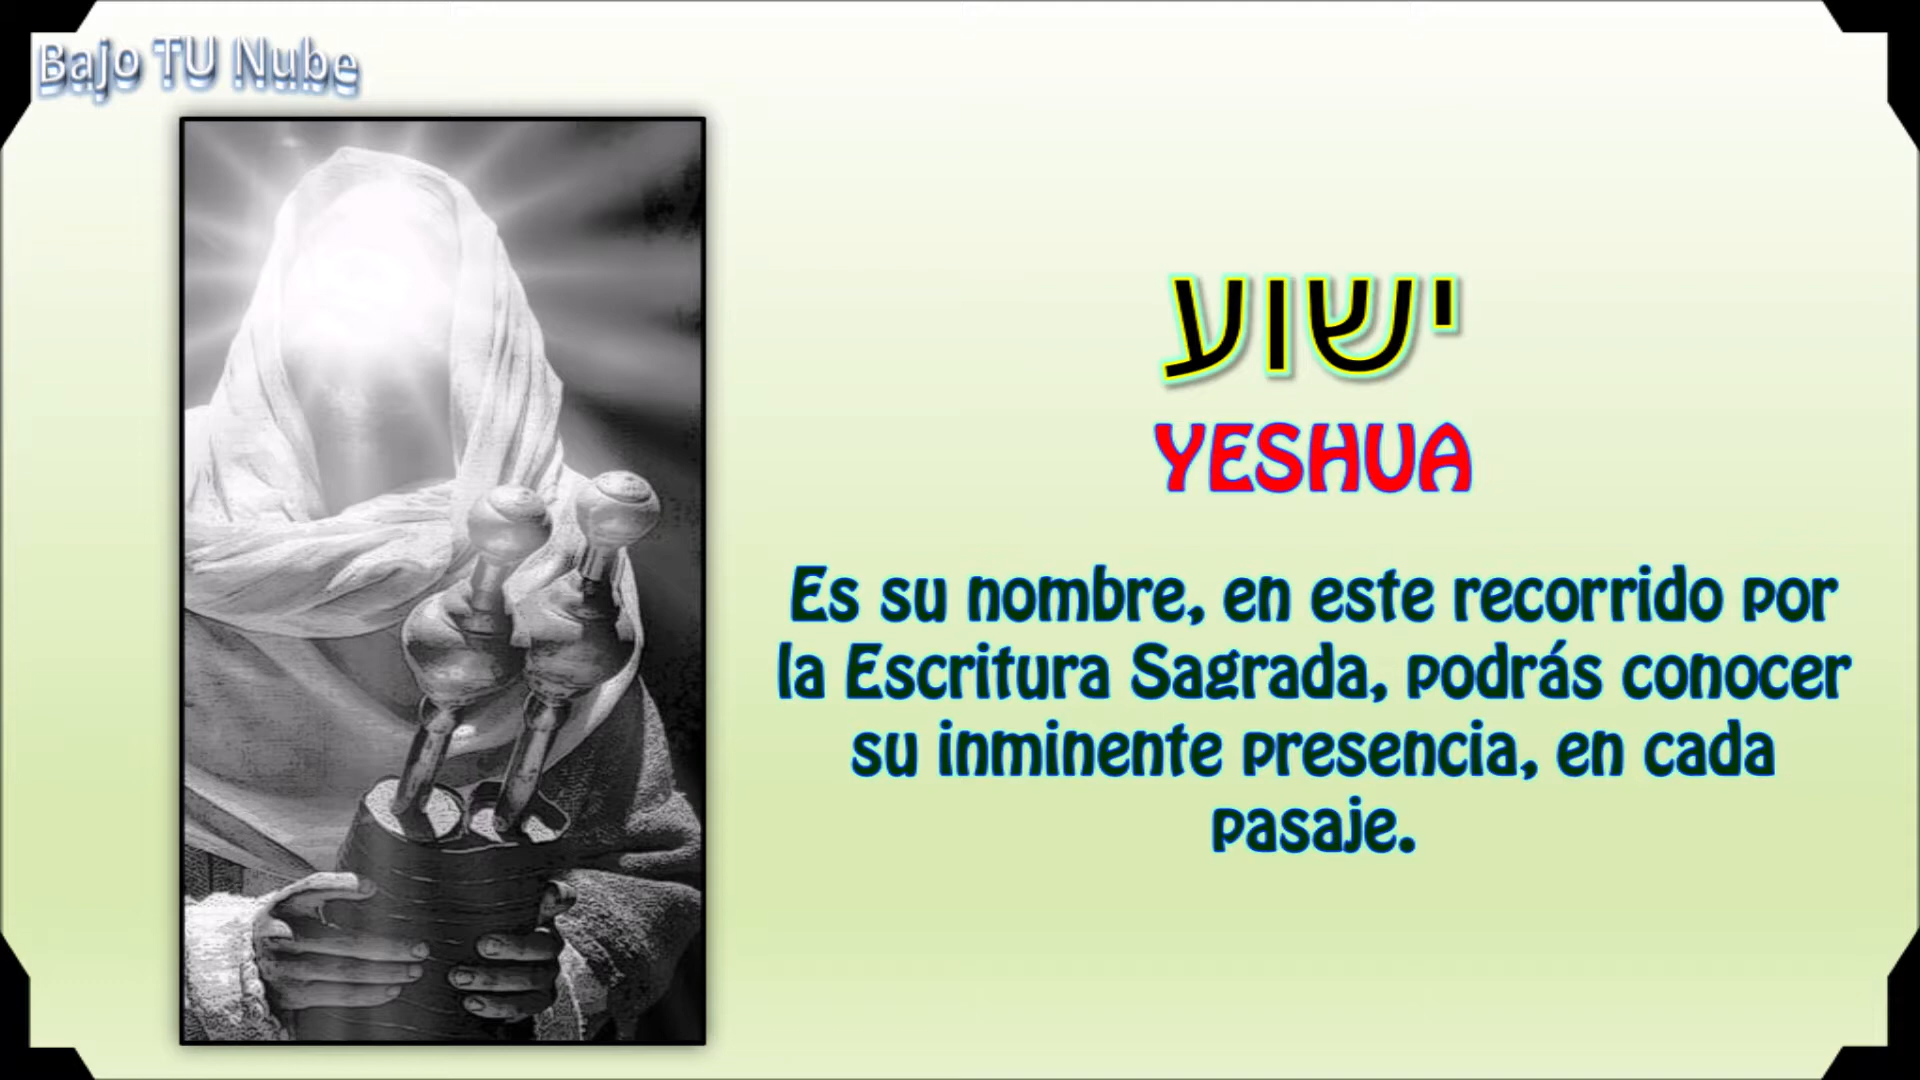 Bajo TU Nube
ישוע
YESHUA
Es su nombre, en este recorrido por
la Escritura Sagrada, podrás conocer
su inminente presencia, en cada
pasaje.